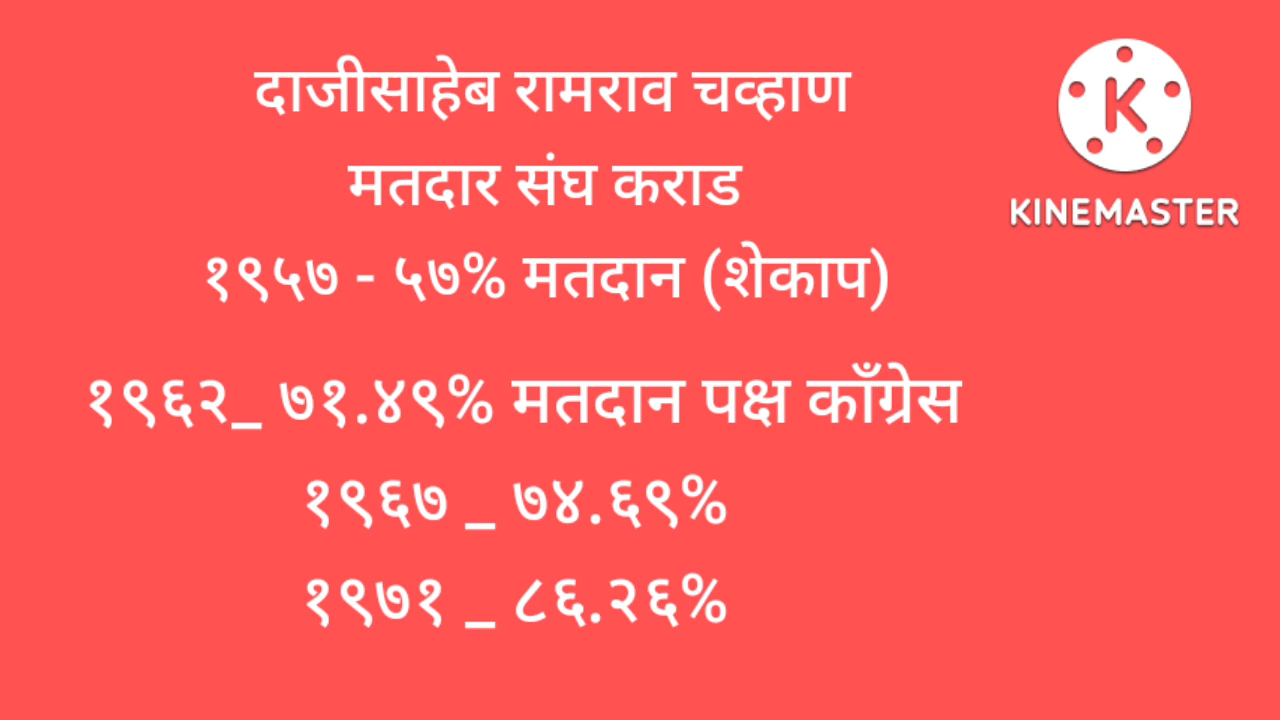 दाजीसाहेब रामराव चव्हाण
मतदार संघ कराड
१९५७ - ५७% मतदान (शेकाप)
१९६२_ ७१.४९% मतदान पक्ष काँग्रेस
१९६७ _ ७४.६९%
१९७१ _ ८६.२६%
K
KINEMASTER